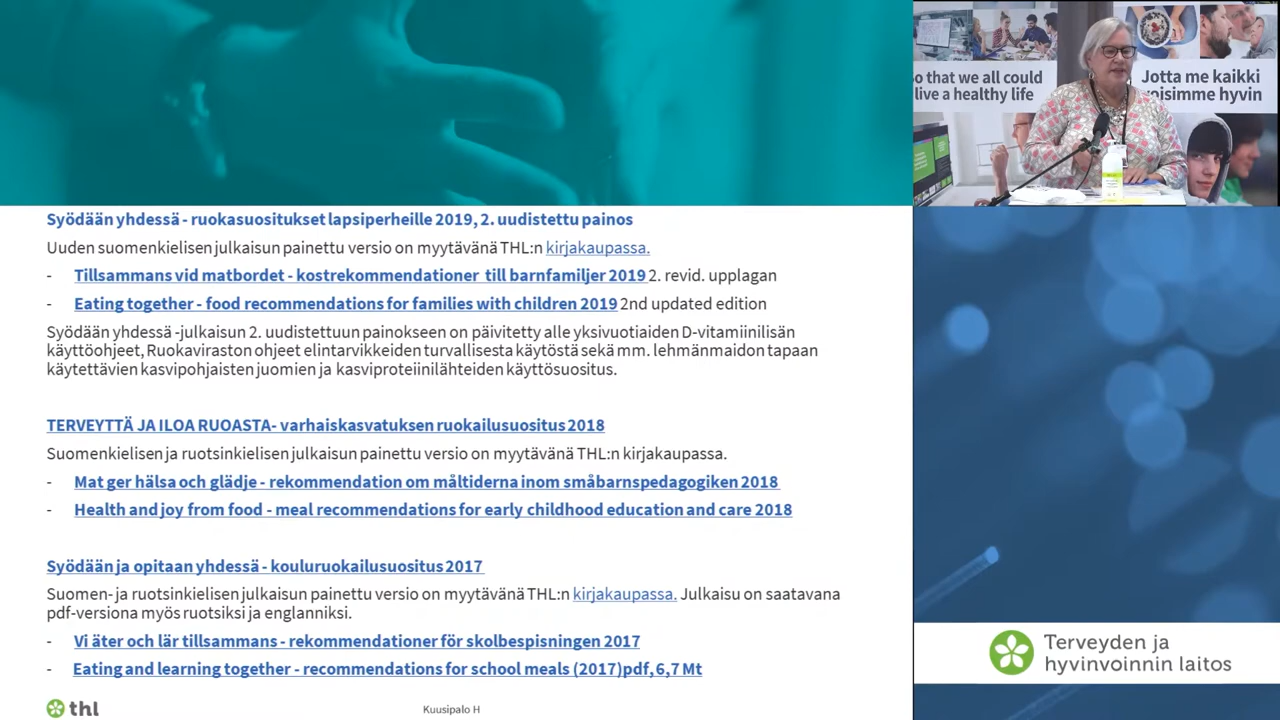 So that we all could
live a healthy life
Jotta me kaikki
voisimme hyvin
Syödään yhdessä - ruokasuositukset lapsiperheille 2019, 2. uudistettu painos
Uuden suomenkielisen julkaisun painettu versio on myytävänä THL:n kirjakaupassa.
- Tillsammans vid matbordet - kostrekommendationer till barnfamiljer 2019 2. revid. upplagan
- Eating together - food recommendations for families with children 2019 2nd updated edition
Syödään yhdessä -julkaisun 2. uudistettuun painokseen on päivitetty alle yksivuotiaiden D-vitamiinilisän
käyttöohjeet, Ruokaviraston ohjeet elintarvikkeiden turvallisesta käytöstä sekä mm. lehmänmaidon tapaan
käytettävien kasvipohjaisten juomien ja kasviproteiinilähteiden käyttösuositus.
TERVEYTTÄ JA ILOA RUOASTA- varhaiskasvatuksen ruokailusuositus 2018
Suomenkielisen ja ruotsinkielisen julkaisun painettu versio on myytävänä THL:n kirjakaupassa.
- Mat ger hälsa och glädje - rekommendation om måltiderna inom småbarnspedagogiken 2018
- Health and joy from food - meal recommendations for early childhood education and care 2018
Syödään ja opitaan yhdessä - kouluruokailusuositus 2017
Suomen- ja ruotsinkielisen julkaisun painettu versio on myytävänä THL:n kirjakaupassa. Julkaisu on saatavana
pdf-versiona myös ruotsiksi ja englanniksi.
- Vi äter och lär tillsammans - rekommendationer för skolbespisningen 2017
- Eating and learning together - recommendations for school meals (2017)pdf, 6,7 Mt
thl
Kuusipalo H
Terveyden ja
hyvinvoinnin laitos